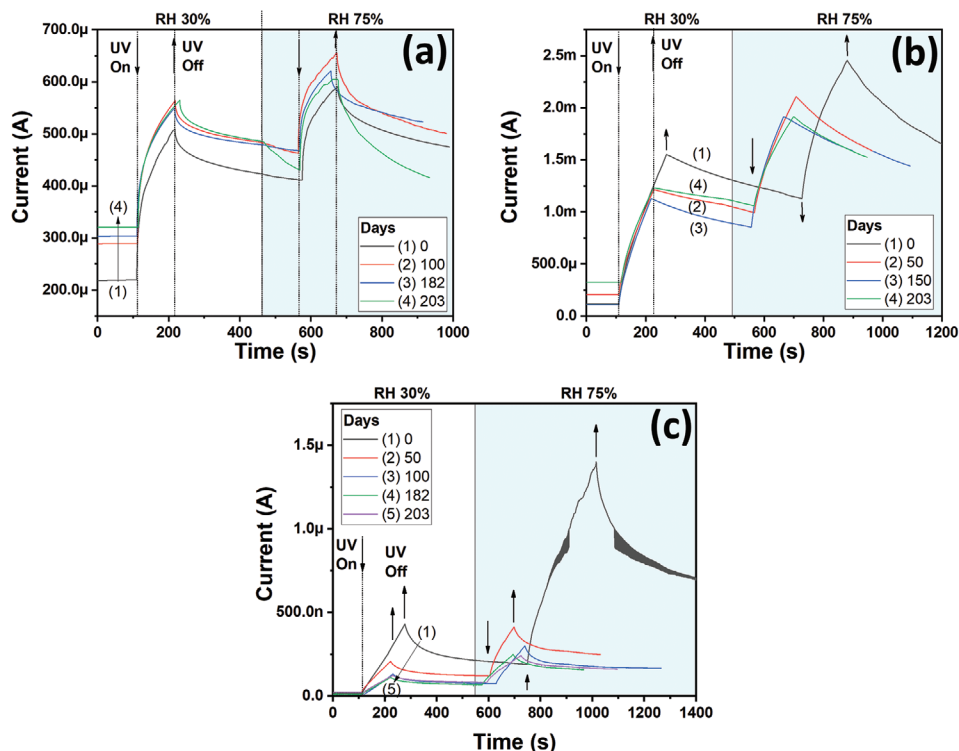 RH 30% RH 75%
(a)
700.0µ
600.0µ
500.0µ
400.0µ
300.0µ
200.0µ
Current (A)
UV
On
UV
Off
(4)
(1)
Days
(1) 0
(2) 100
(3) 182
(4) 203
0 200 400 600 800 1000
Time (s)
RH 30% RH 75%
(b)
2.5m
2.0m
1.5m
1.0m
500.0µ
0.0
Current (A)
UV
On
UV
Off
(1)
(4)
(2)
(3)
Days
(1) 0
(2) 50
(3) 150
(4) 203
0 200 400 600 800 1000 1200
Time (s)
RH 30% RH 75%
(c)
1.5µ
1.0µ
500.0n
0.0
Current (A)
Days
(1) 0
(2) 50
(3) 100
(4) 182
(5) 203
UV
On
UV
Off
(1)
(5)
0 200 400 600 800 1000 1200 1400
Time (s)